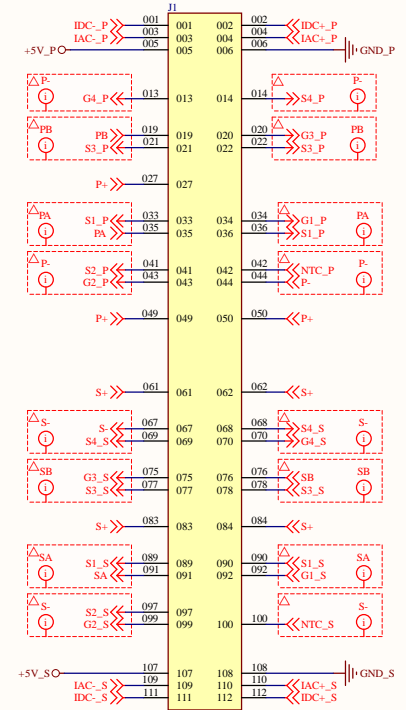 J1
IDC-_P 001 001 002 002 IDC+_P
IAC-_P 003 003 004 004 IAC+_P
+5V_P 005 005 006 006 GND_P
P- P-
i G4_P 013 013 014 014 S4_P i
PB PB 019 019 020 020 G3_P PB
i S3_P 021 021 022 022 S3_P i
P+ 027 027
PA S1_P 033 033 034 034 G1_P PA
i PA 035 035 036 036 S1_P i
P- S2_P 041 041 042 042 NTC_P P-
i G2_P 043 043 044 044 P- i
P+ 049 049 050 050 P+
S+ 061 061 062 062 S+
S- S- 067 067 068 068 S4_S S-
i S4_S 069 069 070 070 G4_S i
SB G3_S 075 075 076 076 SB SB
i S3_S 077 077 078 078 S3_S i
S+ 083 083 084 084 S+
SA S1_S 089 089 090 090 S1_S SA
i SA 091 091 092 092 G1_S i
S- S2_S 097 097 S-
i G2_S 099 099 100 100 NTC_S i
+5V_S 107 107 108 108 GND_S
IAC-_S 109 109 110 110 IAC+_S
IDC-_S 111 111 112 112 IDC+_S